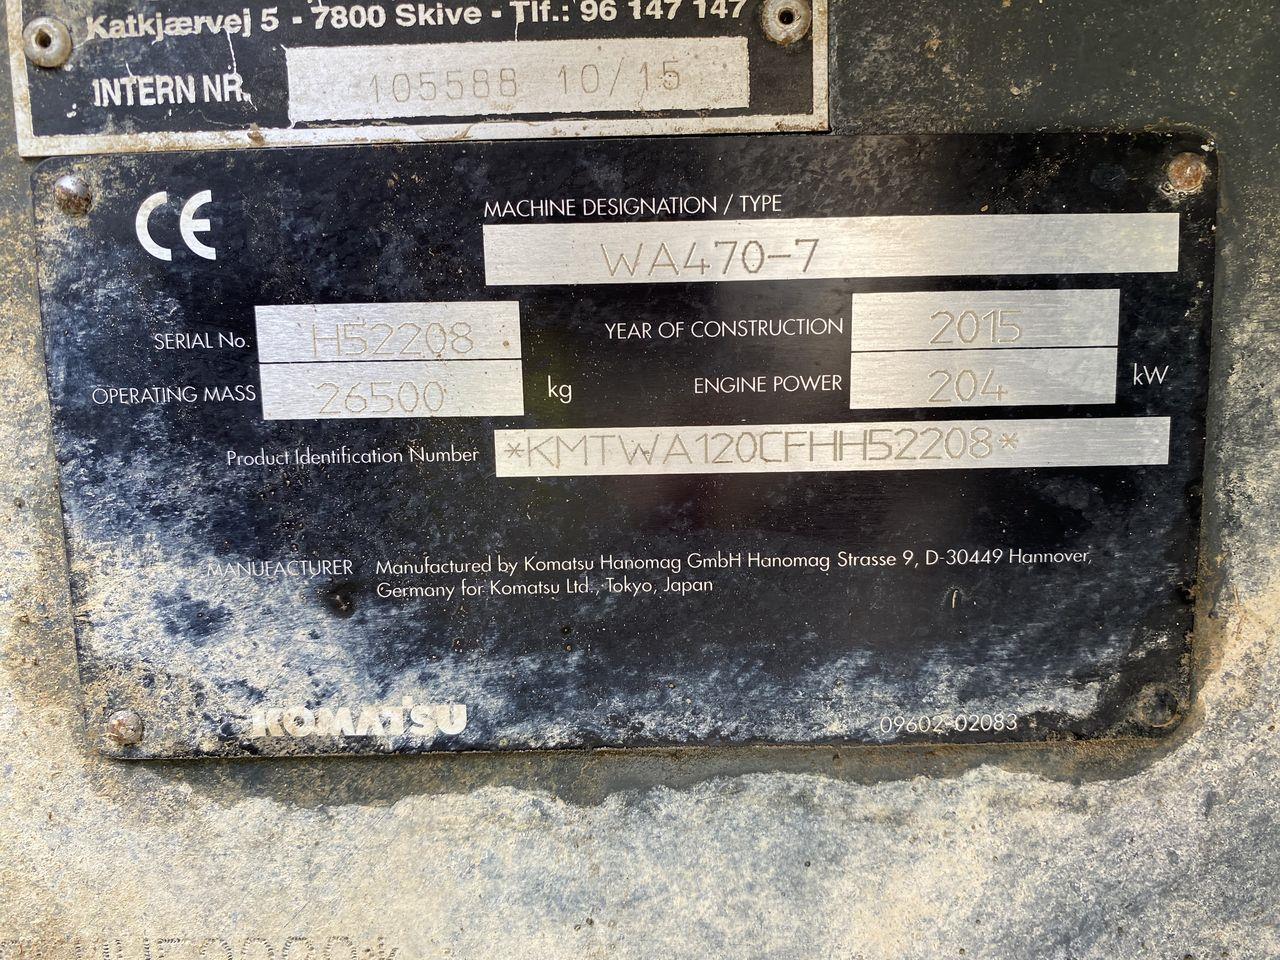 Katkjærvej 5 - 7800 Skive - Tlf.: 96 147 147
INTERN NR. 105588 10/15
CE
MACHINE DESIGNATION / TYPE
WA470-7
SERIAL No. H52208
YEAR OF CONSTRUCTION 2015
OPERATING MASS 26500 kg
ENGINE POWER 204 kW
Product Identification Number *KMTWA120CFHH52208*
MANUFACTURER Manufactured by Komatsu Hanomag GmbH Hanomag Strasse 9, D-30449 Hannover,
Germany for Komatsu Ltd., Tokyo, Japan
KOMATSU
09602-02083